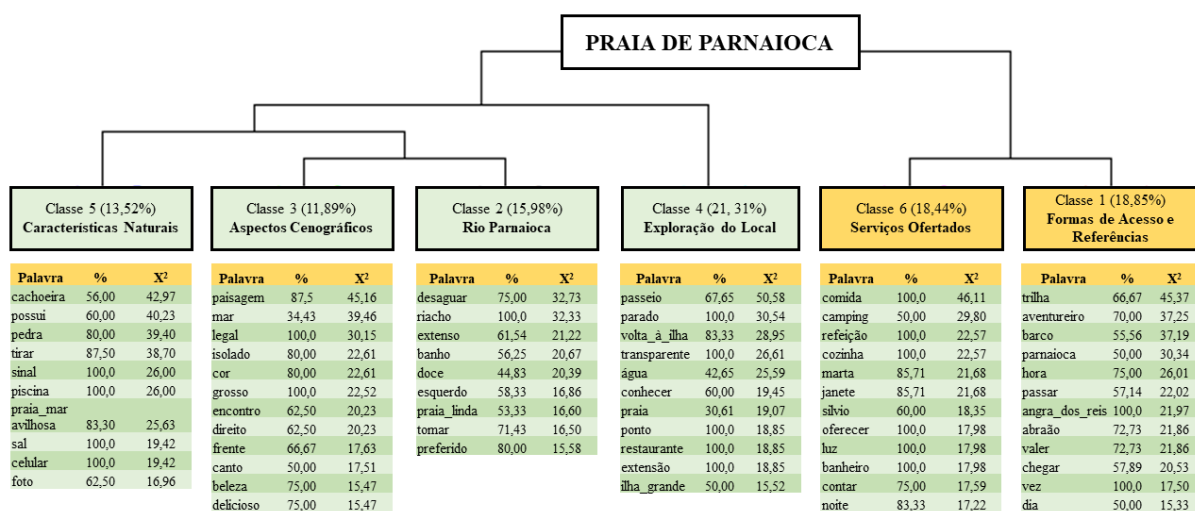 PRAIA DE PARNAIOCA
Classe 5 (13,52%)
Características Naturais
Palavra % X²
cachoeira 56,00 42,97
possui 60,00 40,23
pedra 80,00 39,40
tirar 87,50 38,70
sinal 100,0 26,00
piscina 100,0 26,00
praia_mar
avilhosa 83,30 25,63
sal 100,0 19,42
celular 100,0 19,42
foto 62,50 16,96
Classe 3 (11,89%)
Aspectos Cenográficos
Palavra % X²
paisagem 87,5 45,16
mar 34,43 39,46
legal 100,0 30,15
isolado 80,00 22,61
cor 80,00 22,61
grosso 100,0 22,52
encontro 62,50 20,23
direito 62,50 20,23
frente 66,67 17,63
canto 50,00 17,51
beleza 75,00 15,47
delicioso 75,00 15,47
Classe 2 (15,98%)
Rio Parnaioca
Palavra % X²
desaguar 75,00 32,73
riacho 100,0 32,33
extenso 61,54 21,22
banho 56,25 20,67
doce 44,83 20,39
esquerdo 58,33 16,86
praia_linda 53,33 16,60
tomar 71,43 16,50
preferido 80,00 15,58
Classe 4 (21, 31%)
Exploração do Local
Palavra % X²
passeio 67,65 50,58
parado 100,0 30,54
volta_à_ilha 83,33 28,95
transparente 100,0 26,61
água 42,65 25,59
conhecer 60,00 19,45
praia 30,61 19,07
ponto 100,0 18,85
restaurante 100,0 18,85
extensão 100,0 18,85
ilha_grande 50,00 15,52
Classe 6 (18,44%)
Serviços Ofertados
Palavra % X²
comida 100,0 46,11
camping 50,00 29,80
refeição 100,0 22,57
cozinha 100,0 22,57
marta 85,71 21,68
janete 85,71 21,68
silvio 60,00 18,35
oferecer 100,0 17,98
luz 100,0 17,98
banheiro 100,0 17,98
contar 75,00 17,59
noite 83,33 17,22
Classe 1 (18,85%)
Formas de Acesso e
Referências
Palavra % X²
trilha 66,67 45,37
aventureiro 70,00 37,25
barco 55,56 37,19
parnaioca 50,00 30,34
hora 75,00 26,01
passar 57,14 22,02
angra_dos_reis 100,0 21,97
abraão 72,73 21,86
valer 72,73 21,86
chegar 57,89 20,53
vez 100,0 17,50
dia 50,00 15,33